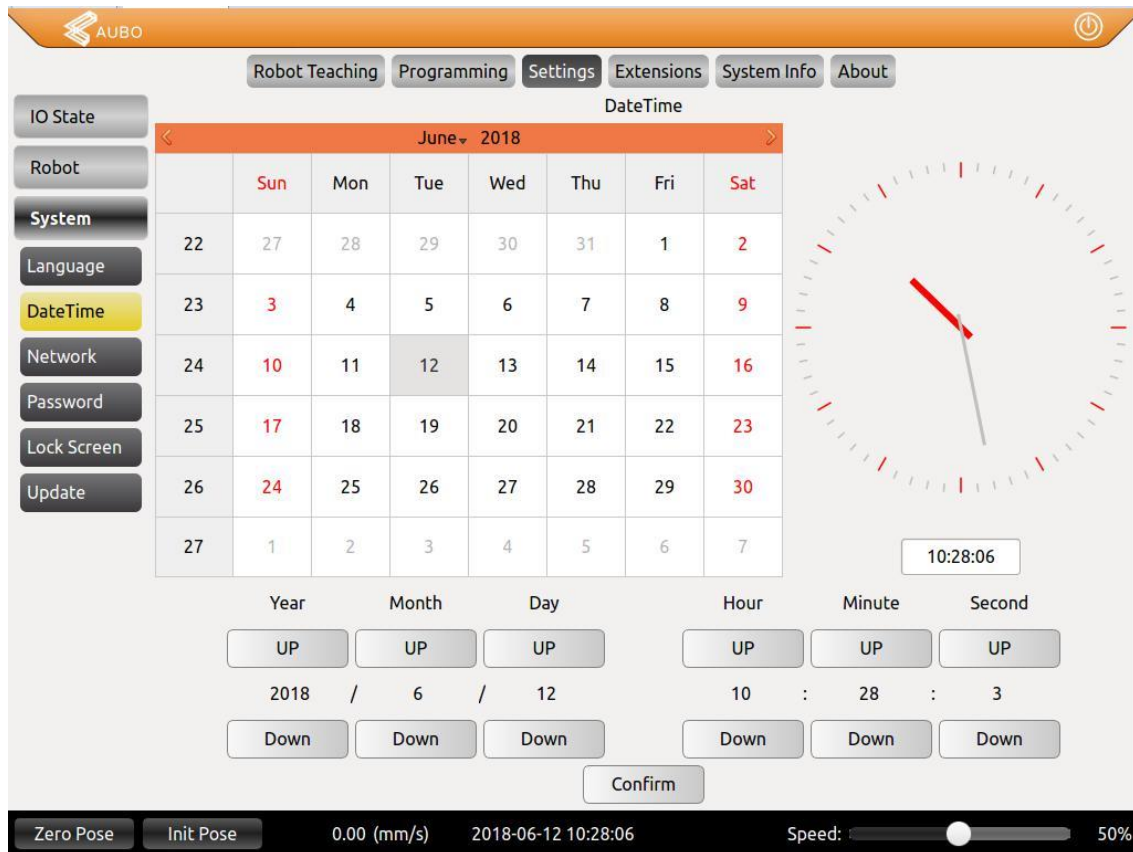 AUBO
Robot Teaching Programming Settings Extensions System Info About
DateTime
IO State
Robot
System
Language
DateTime
Network
Password
Lock Screen
Update
June 2018
Sun Mon Tue Wed Thu Fri Sat
22 27 28 29 30 31 1 2
23 3 4 5 6 7 8 9
24 10 11 12 13 14 15 16
25 17 18 19 20 21 22 23
26 24 25 26 27 28 29 30
27 1 2 3 4 5 6 7
10:28:06
Year Month Day Hour Minute Second
UP UP UP UP UP UP
2018 / 6 / 12 10 : 28 : 3
Down Down Down Down Down Down
Confirm
Zero Pose Init Pose 0.00 (mm/s) 2018-06-12 10:28:06 Speed: 50%